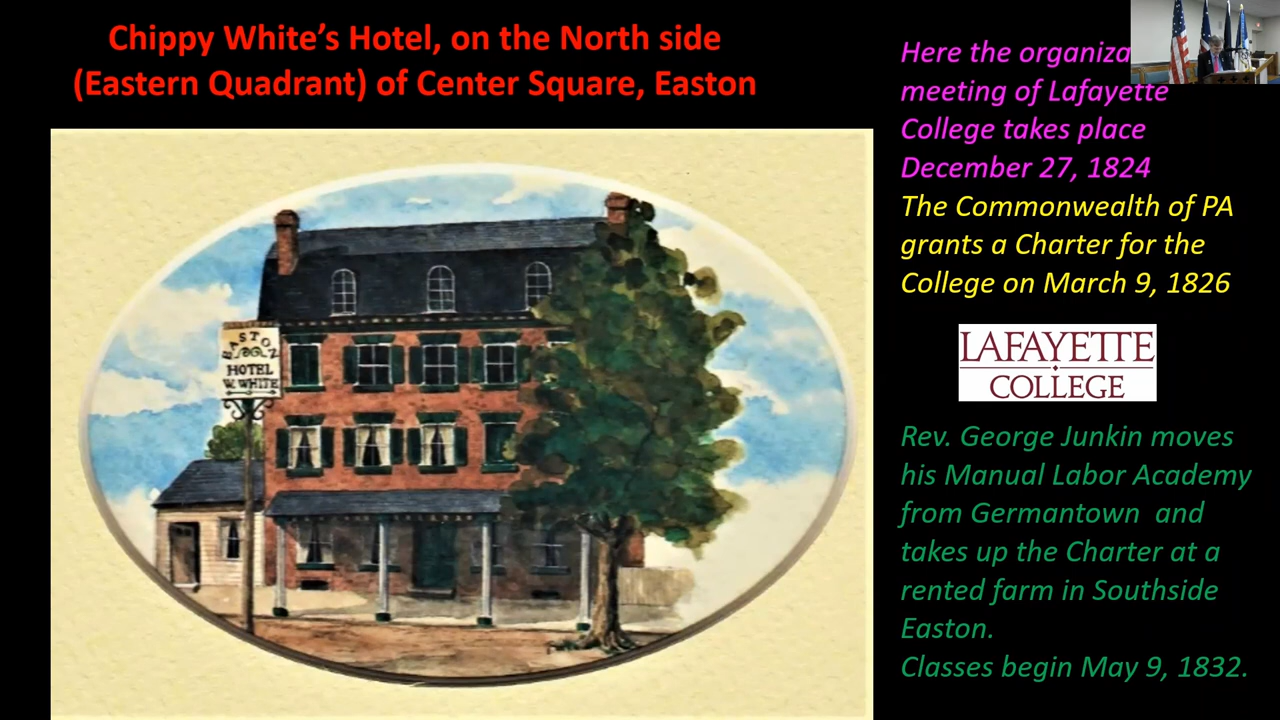 Chippy White's Hotel, on the North side
(Eastern Quadrant) of Center Square, Easton
Here the
meeting of Lafayette
College takes place
December 27, 1824
The Commonwealth of PA
grants a Charter for the
College on March 9, 1826
EASTON
HOTEL
W. WHITE
LAFAYETTE
COLLEGE
Rev. George Junkin moves
his Manual Labor Academy
from Germantown and
takes up the Charter at a
rented farm in Southside
Easton.
Classes begin May 9, 1832.